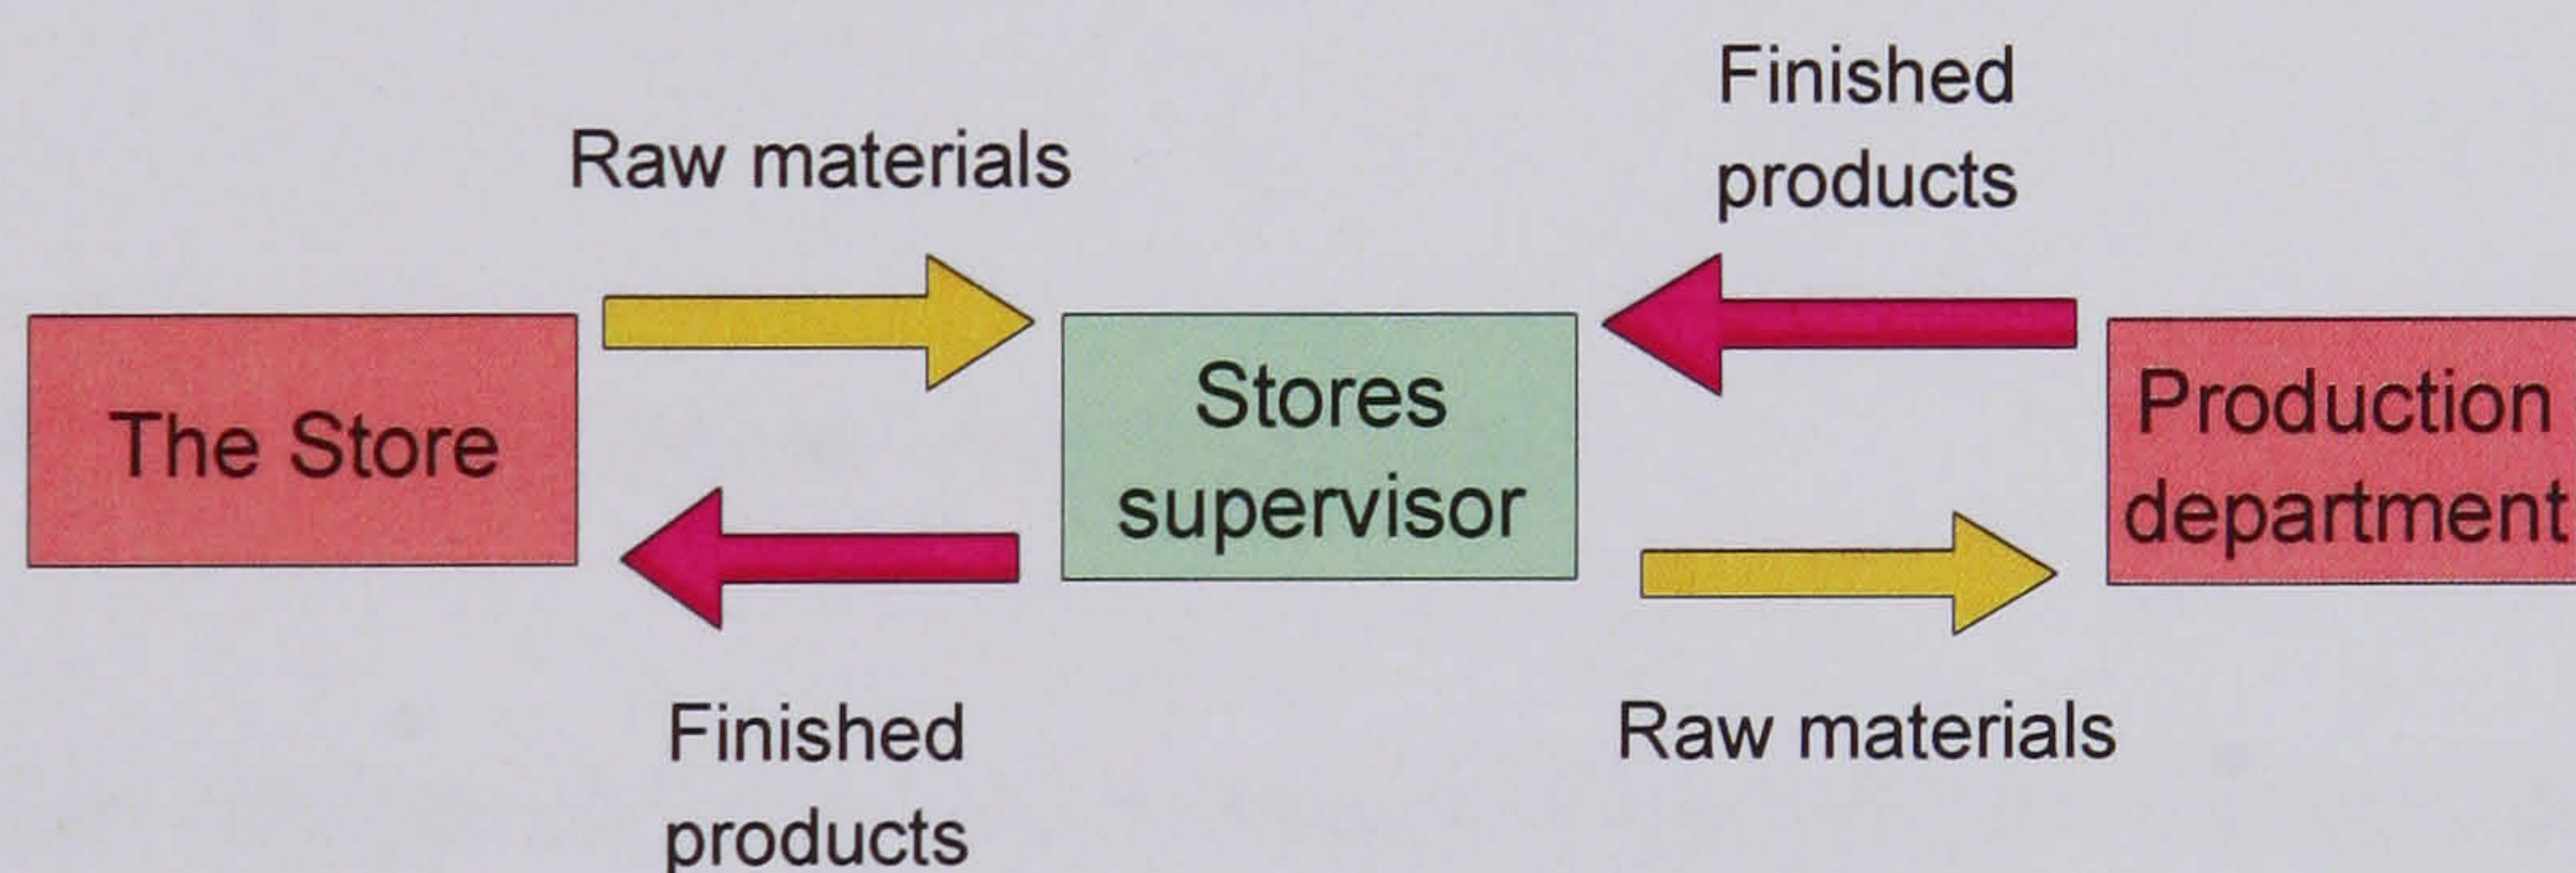 Raw materials
Finished
products
The Store
Stores
supervisor
Production
department
Finished
products
Raw materials